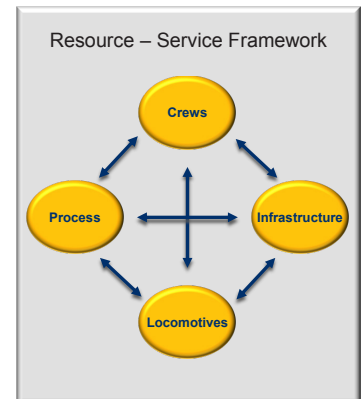 Resource – Service Framework
Crews
Process
Infrastructure
Locomotives